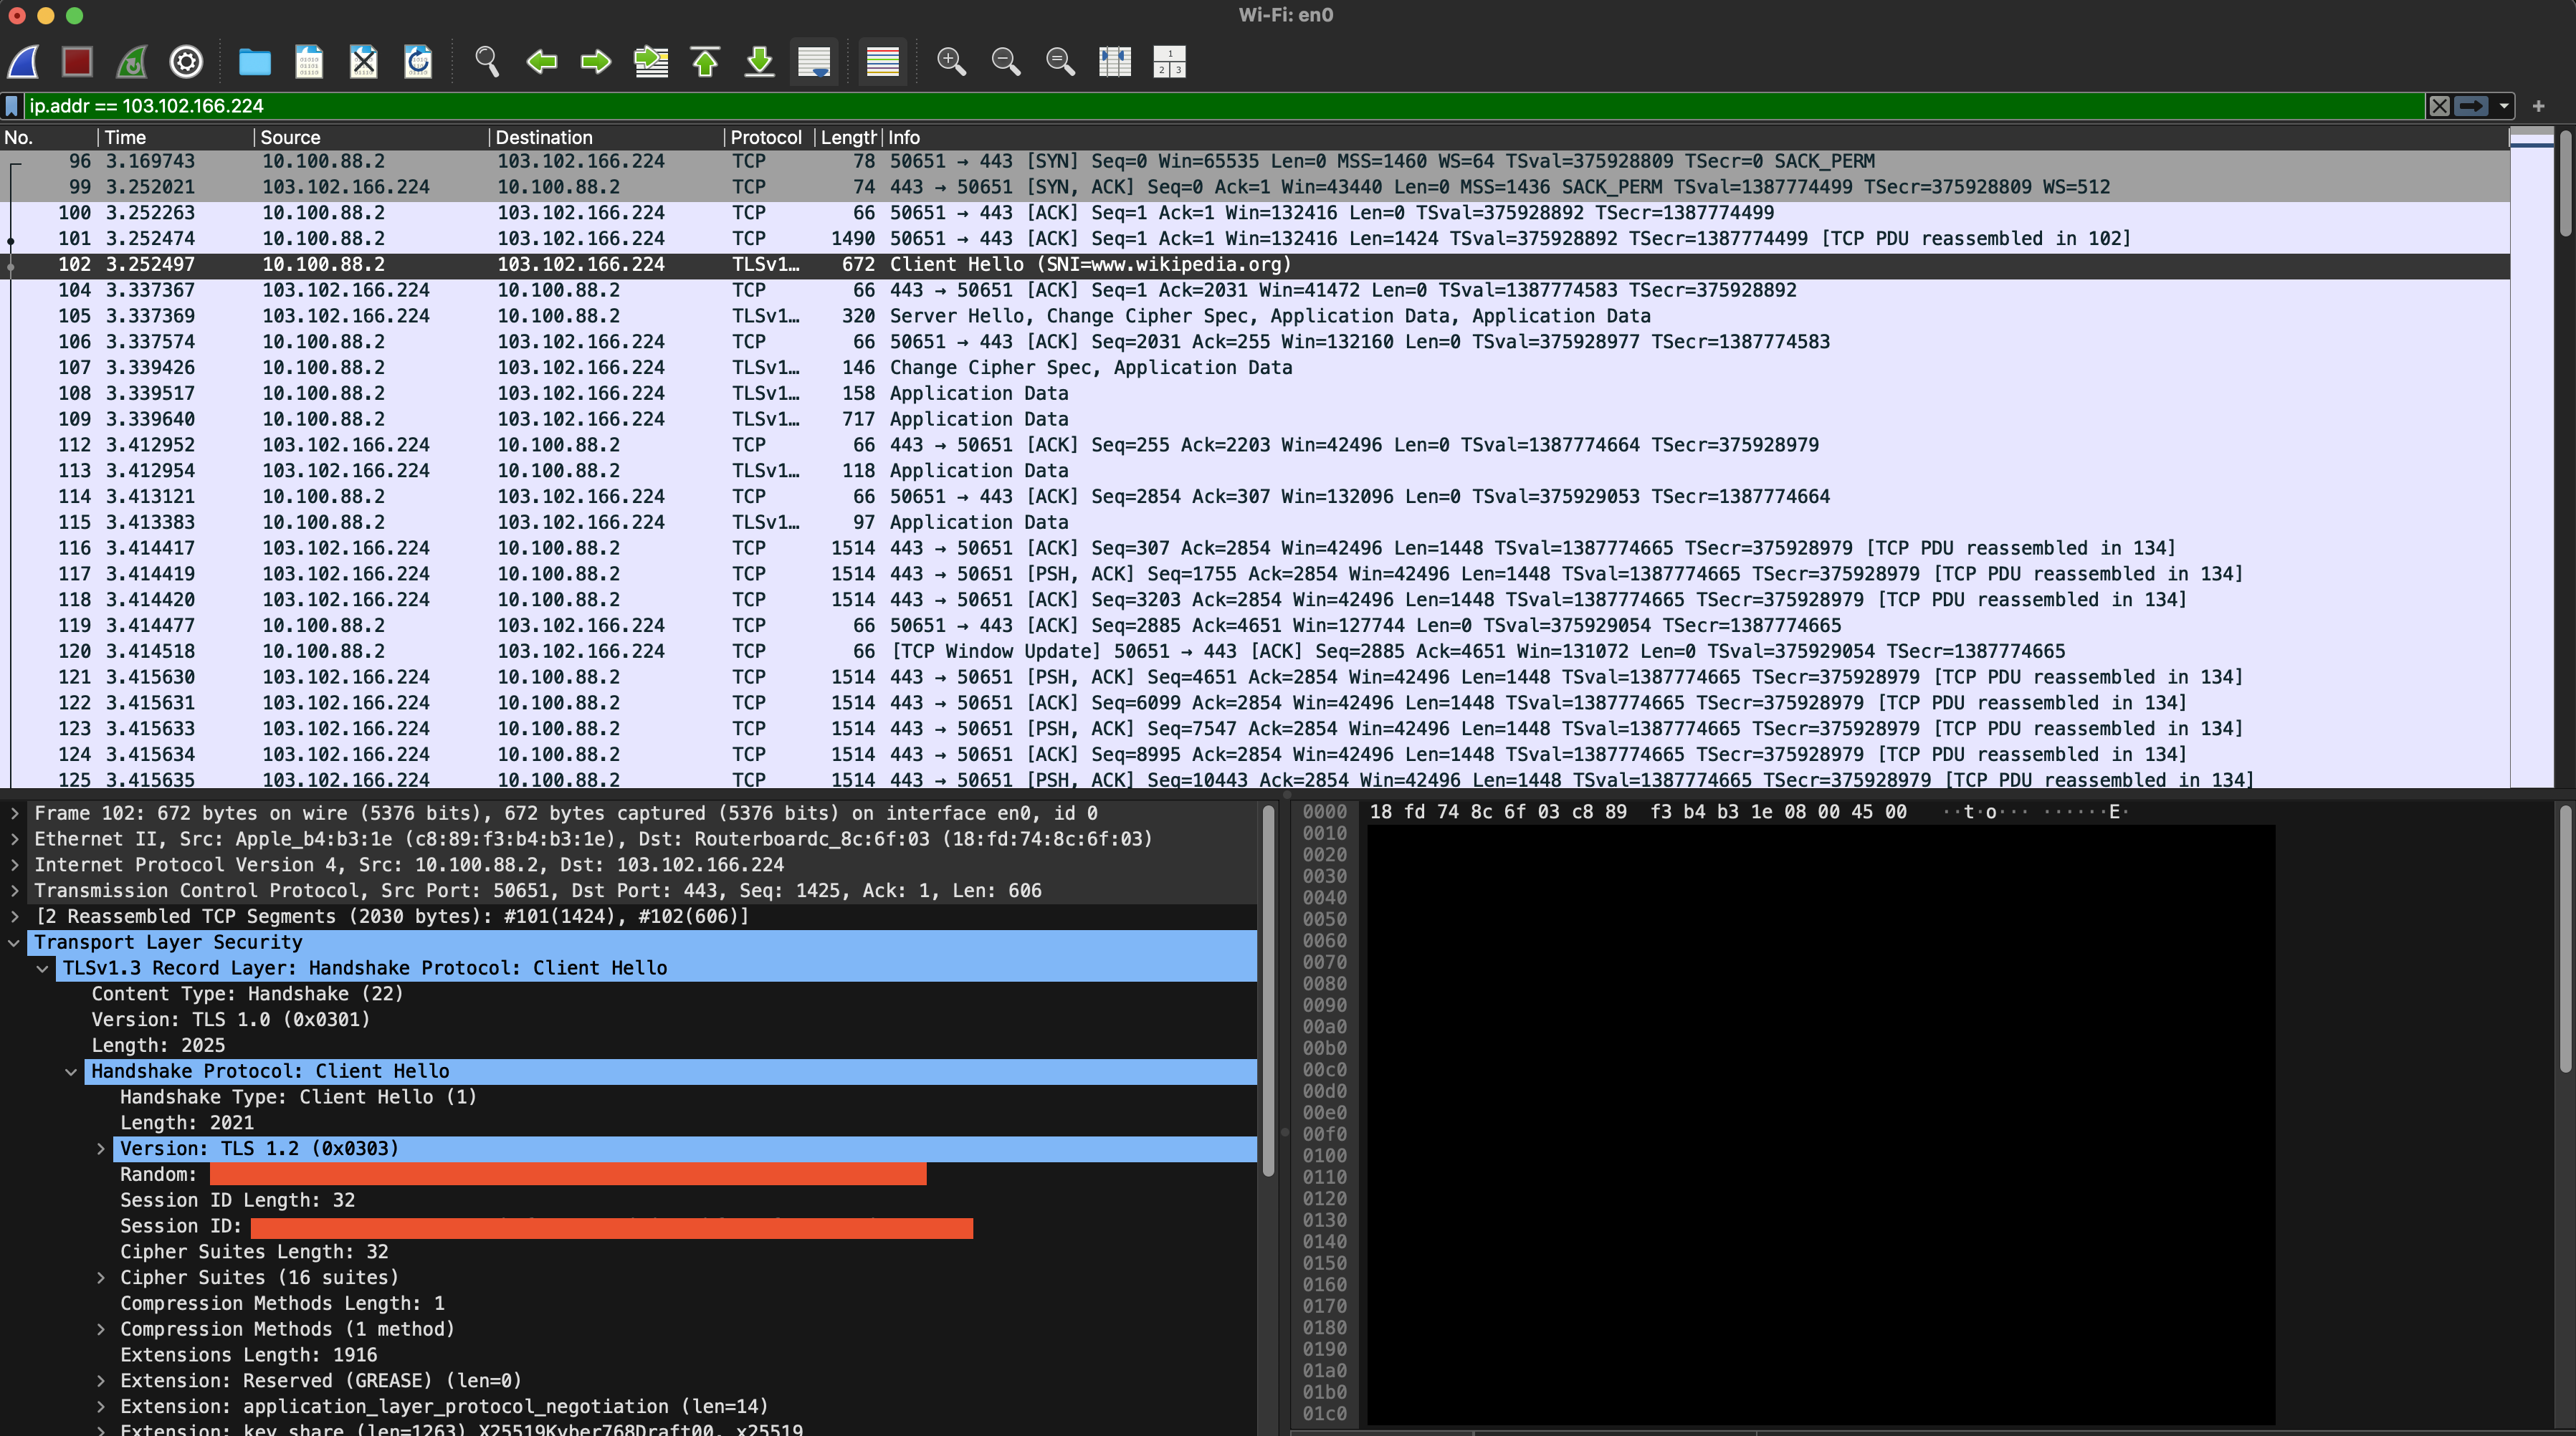 Wi-Fi: en0
ip.addr == 103.102.166.224
No. Time Source Destination Protocol Length Info
96 3.169743 10.100.88.2 103.102.166.224 TCP 78 50651 → 443 [SYN] Seq=0 Win=65535 Len=0 MSS=1460 WS=64 TSval=375928809 TSecr=0 SACK_PERM
99 3.252021 103.102.166.224 10.100.88.2 TCP 74 443 → 50651 [SYN, ACK] Seq=0 Ack=1 Win=43440 Len=0 MSS=1436 SACK_PERM TSval=1387774499 TSecr=375928809 WS=512
100 3.252263 10.100.88.2 103.102.166.224 TCP 66 50651 → 443 [ACK] Seq=1 Ack=1 Win=132416 Len=0 TSval=375928892 TSecr=1387774499
101 3.252474 10.100.88.2 103.102.166.224 TCP 1490 50651 → 443 [ACK] Seq=1 Ack=1 Win=132416 Len=1424 TSval=375928892 TSecr=1387774499 [TCP PDU reassembled in 102]
102 3.252497 10.100.88.2 103.102.166.224 TLSv1… 672 Client Hello (SNI=www.wikipedia.org)
104 3.337367 103.102.166.224 10.100.88.2 TCP 66 443 → 50651 [ACK] Seq=1 Ack=2031 Win=41472 Len=0 TSval=1387774583 TSecr=375928892
105 3.337369 103.102.166.224 10.100.88.2 TLSv1… 320 Server Hello, Change Cipher Spec, Application Data, Application Data
106 3.337574 10.100.88.2 103.102.166.224 TCP 66 50651 → 443 [ACK] Seq=2031 Ack=255 Win=132160 Len=0 TSval=375928977 TSecr=1387774583
107 3.339426 10.100.88.2 103.102.166.224 TLSv1… 146 Change Cipher Spec, Application Data
108 3.339517 10.100.88.2 103.102.166.224 TLSv1… 158 Application Data
109 3.339640 10.100.88.2 103.102.166.224 TLSv1… 717 Application Data
112 3.412952 103.102.166.224 10.100.88.2 TCP 66 443 → 50651 [ACK] Seq=255 Ack=2203 Win=42496 Len=0 TSval=1387774664 TSecr=375928979
113 3.412954 103.102.166.224 10.100.88.2 TLSv1… 118 Application Data
114 3.413121 10.100.88.2 103.102.166.224 TCP 66 50651 → 443 [ACK] Seq=2854 Ack=307 Win=132096 Len=0 TSval=375929053 TSecr=1387774664
115 3.413383 10.100.88.2 103.102.166.224 TLSv1… 97 Application Data
116 3.414417 103.102.166.224 10.100.88.2 TCP 1514 443 → 50651 [ACK] Seq=307 Ack=2854 Win=42496 Len=1448 TSval=1387774665 TSecr=375928979 [TCP PDU reassembled in 134]
117 3.414419 103.102.166.224 10.100.88.2 TCP 1514 443 → 50651 [PSH, ACK] Seq=1755 Ack=2854 Win=42496 Len=1448 TSval=1387774665 TSecr=375928979 [TCP PDU reassembled in 134]
118 3.414420 103.102.166.224 10.100.88.2 TCP 1514 443 → 50651 [ACK] Seq=3203 Ack=2854 Win=42496 Len=1448 TSval=1387774665 TSecr=375928979 [TCP PDU reassembled in 134]
119 3.414477 10.100.88.2 103.102.166.224 TCP 66 50651 → 443 [ACK] Seq=2885 Ack=4651 Win=127744 Len=0 TSval=375929054 TSecr=1387774665
120 3.414518 10.100.88.2 103.102.166.224 TCP 66 [TCP Window Update] 50651 → 443 [ACK] Seq=2885 Ack=4651 Win=131072 Len=0 TSval=375929054 TSecr=1387774665
121 3.415630 103.102.166.224 10.100.88.2 TCP 1514 443 → 50651 [PSH, ACK] Seq=4651 Ack=2854 Win=42496 Len=1448 TSval=1387774665 TSecr=375928979 [TCP PDU reassembled in 134]
122 3.415631 103.102.166.224 10.100.88.2 TCP 1514 443 → 50651 [ACK] Seq=6099 Ack=2854 Win=42496 Len=1448 TSval=1387774665 TSecr=375928979 [TCP PDU reassembled in 134]
123 3.415633 103.102.166.224 10.100.88.2 TCP 1514 443 → 50651 [PSH, ACK] Seq=7547 Ack=2854 Win=42496 Len=1448 TSval=1387774665 TSecr=375928979 [TCP PDU reassembled in 134]
124 3.415634 103.102.166.224 10.100.88.2 TCP 1514 443 → 50651 [ACK] Seq=8995 Ack=2854 Win=42496 Len=1448 TSval=1387774665 TSecr=375928979 [TCP PDU reassembled in 134]
125 3.415635 103.102.166.224 10.100.88.2 TCP 1514 443 → 50651 [PSH, ACK] Seq=10443 Ack=2854 Win=42496 Len=1448 TSval=1387774665 TSecr=375928979 [TCP PDU reassembled in 134]
Frame 102: 672 bytes on wire (5376 bits), 672 bytes captured (5376 bits) on interface en0, id 0
Ethernet II, Src: Apple_b4:b3:1e (c8:89:f3:b4:b3:1e), Dst: Routerboardc_8c:6f:03 (18:fd:74:8c:6f:03)
Internet Protocol Version 4, Src: 10.100.88.2, Dst: 103.102.166.224
Transmission Control Protocol, Src Port: 50651, Dst Port: 443, Seq: 1425, Ack: 1, Len: 606
[2 Reassembled TCP Segments (2030 bytes): #101(1424), #102(606)]
Transport Layer Security
TLSv1.3 Record Layer: Handshake Protocol: Client Hello
Content Type: Handshake (22)
Version: TLS 1.0 (0x0301)
Length: 2025
Handshake Protocol: Client Hello
Handshake Type: Client Hello (1)
Length: 2021
Version: TLS 1.2 (0x0303)
Random:
Session ID Length: 32
Session ID:
Cipher Suites Length: 32
Cipher Suites (16 suites)
Compression Methods Length: 1
Compression Methods (1 method)
Extensions Length: 1916
Extension: Reserved (GREASE) (len=0)
Extension: application_layer_protocol_negotiation (len=14)
Extension: key_share (len=1263) X25519Kyber768Draft00, x25519
0000 18 fd 74 8c 6f 03 c8 89 f3 b4 b3 1e 08 00 45 00 ··t·o··· ······E·
0010
0020
0030
0040
0050
0060
0070
0080
0090
00a0
00b0
00c0
00d0
00e0
00f0
0100
0110
0120
0130
0140
0150
0160
0170
0180
0190
01a0
01b0
01c0